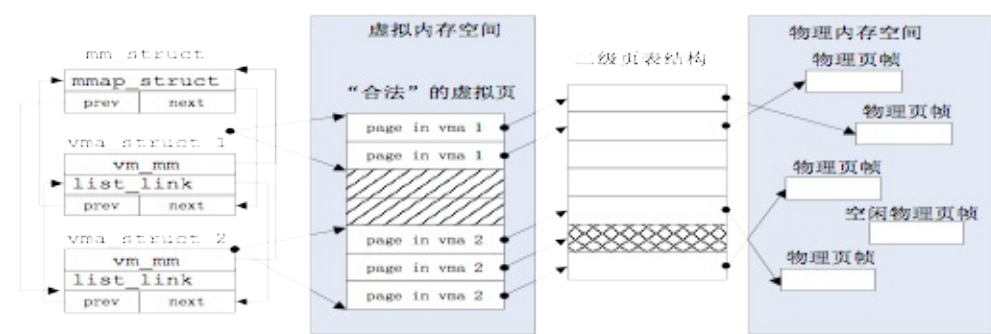 mm_struct
mmap_struct
prev next
vma_struct 1
vm_mm
list_link
prev next
vma_struct 2
vm_mm
list_link
prev next
虚拟内存空间
“合法”的虚拟页
page in vma 1
page in vma 1
page in vma 2
page in vma 2
page in vma 2
二级页表结构
物理内存空间
物理页帧
物理页帧
物理页帧
空闲物理页帧
物理页帧